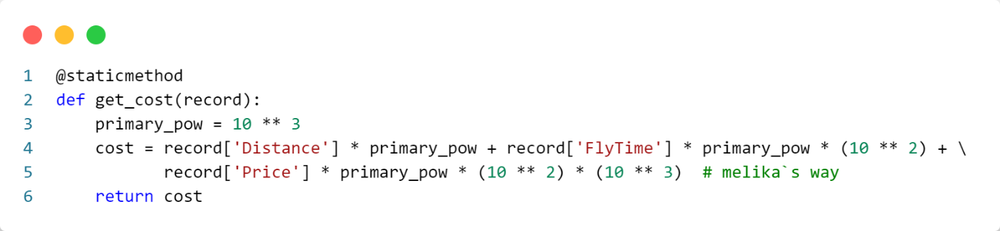 1 @staticmethod
2 def get_cost(record):
3     primary_pow = 10 ** 3
4     cost = record['Distance'] * primary_pow + record['FlyTime'] * primary_pow * (10 ** 2) + \
5            record['Price'] * primary_pow * (10 ** 2) * (10 ** 3)  # melika`s way
6     return cost